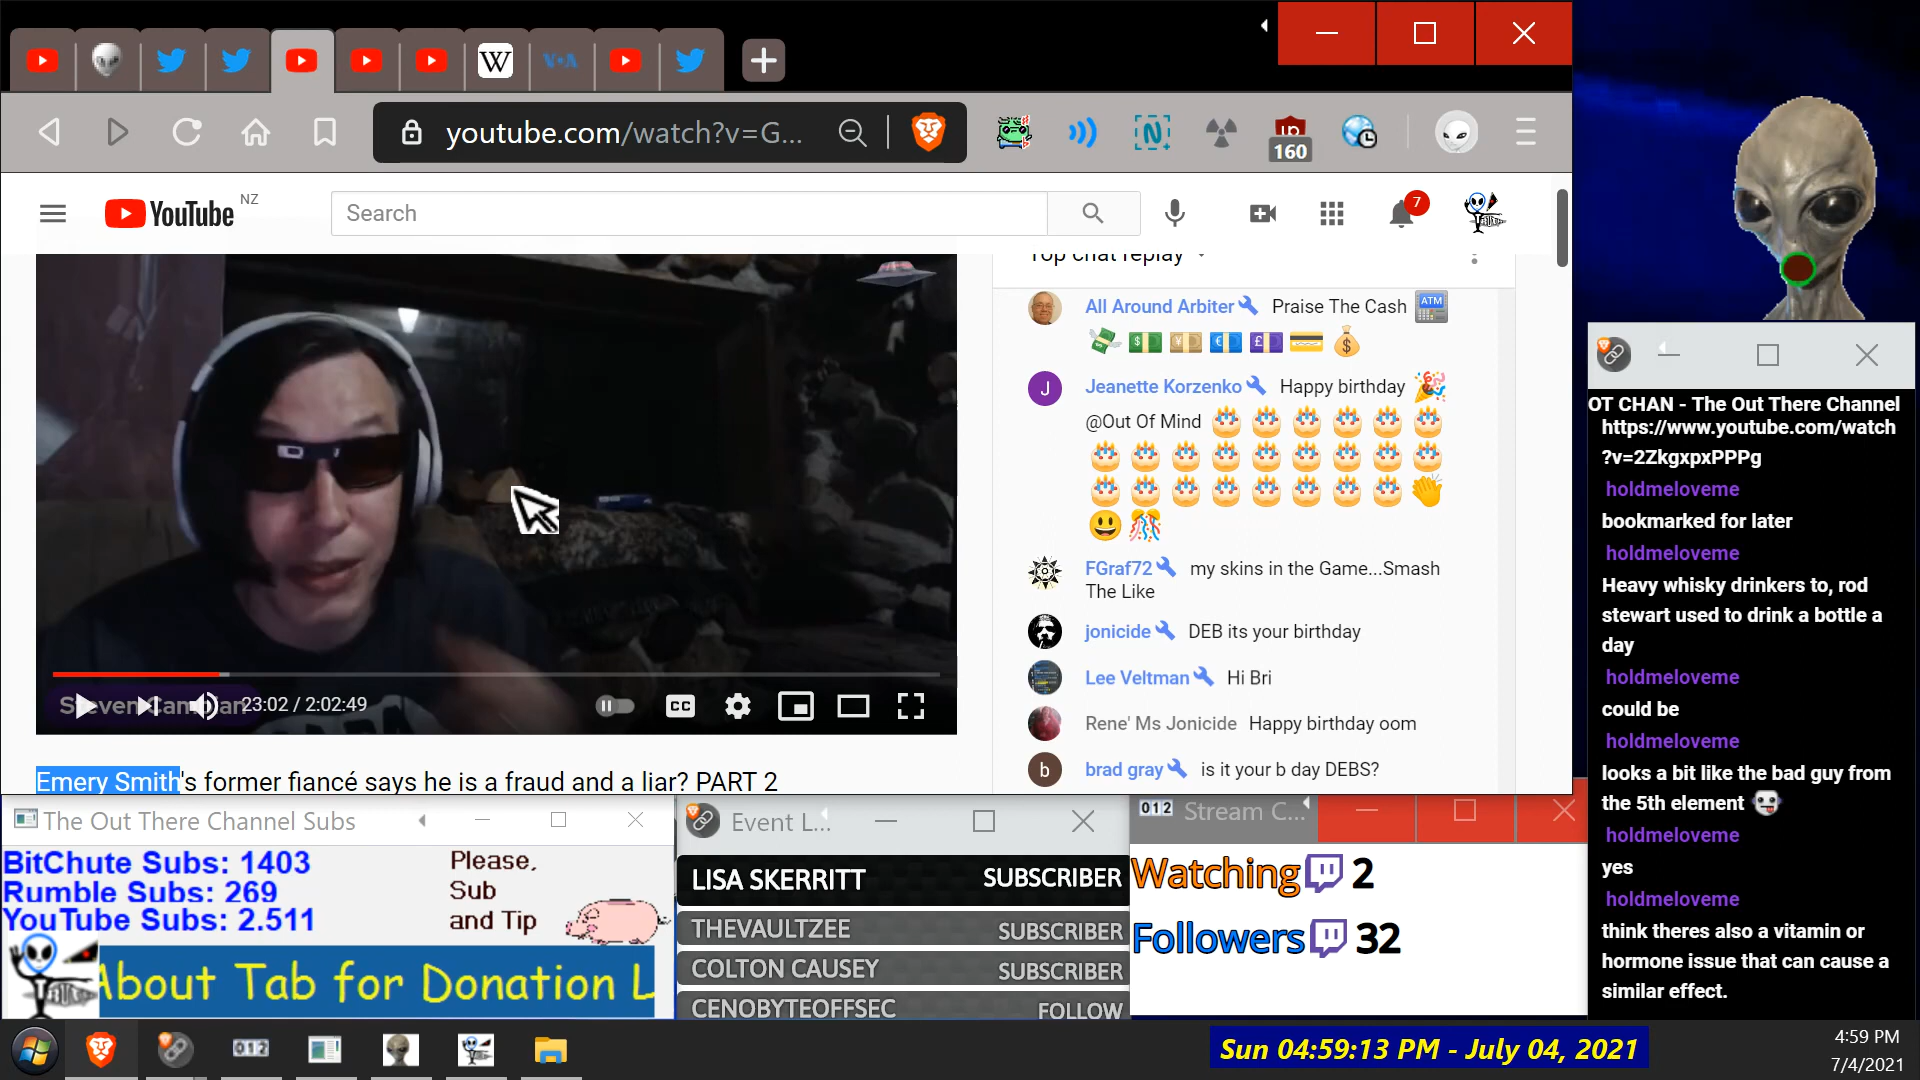 VOA
youtube.com/watch?v=G...
UD
160
YouTube NZ
Search
7
Top chat replay
All Around Arbiter Praise The Cash
ATM
Jeanette Korzenko Happy birthday
@Out Of Mind
FGraf72 my skins in the Game...Smash
The Like
jonicide DEB its your birthday
Lee Veltman Hi Bri
Rene' Ms Jonicide Happy birthday oom
b
brad gray is it your b day DEBS?
J
Steven Cambian
23:02 / 2:02:49
CC
Emery Smith's former fiancé says he is a fraud and a liar? PART 2
The Out There Channel Subs
BitChute Subs: 1403
Rumble Subs: 269
YouTube Subs: 2.511
Please,
Sub
and Tip
About Tab for Donation L
Event L...
LISA SKERRITT SUBSCRIBER
THEVAULTZEE SUBSCRIBER
COLTON CAUSEY SUBSCRIBER
CENOBYTEOFFSEC FOLLOW
012 Stream C...
Watching 2
Followers 32
OT CHAN - The Out There Channel
https://www.youtube.com/watch
?v=2ZkgxpxPPPg
holdmeloveme
bookmarked for later
holdmeloveme
Heavy whisky drinkers to, rod
stewart used to drink a bottle a
day
holdmeloveme
could be
holdmeloveme
looks a bit like the bad guy from
the 5th element
holdmeloveme
yes
holdmeloveme
think theres also a vitamin or
hormone issue that can cause a
similar effect.
012
Sun 04:59:13 PM - July 04, 2021
4:59 PM
7/4/2021